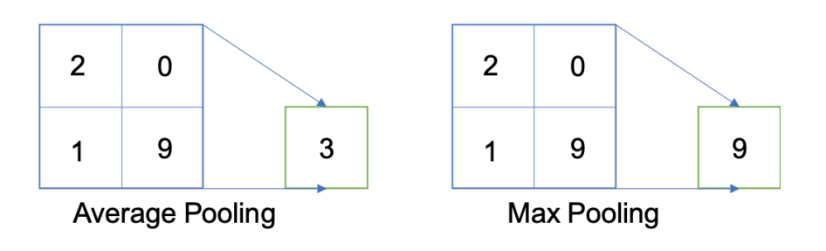 2 0 2 0
1 9 3 1 9 9
Average Pooling Max Pooling